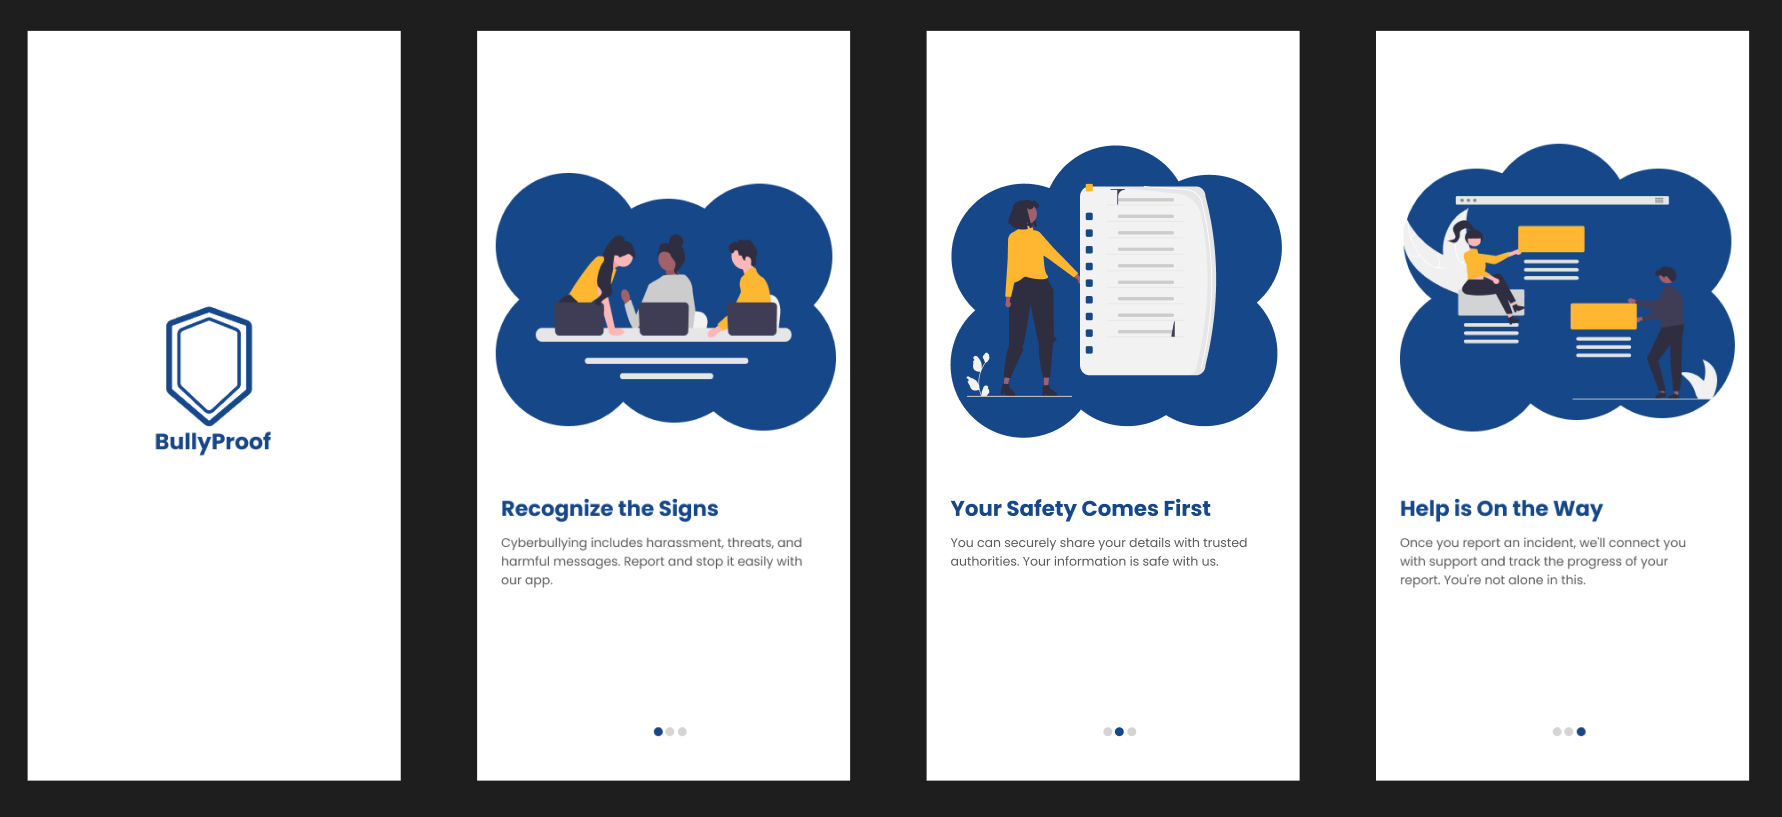 BullyProof
Recognize the Signs
Cyberbullying includes harassment, threats, and
harmful messages. Report and stop it easily with
our app.
Your Safety Comes First
You can securely share your details with trusted
authorities. Your information is safe with us.
Help is On the Way
Once you report an incident, we'll connect you
with support and track the progress of your
report. You're not alone in this.